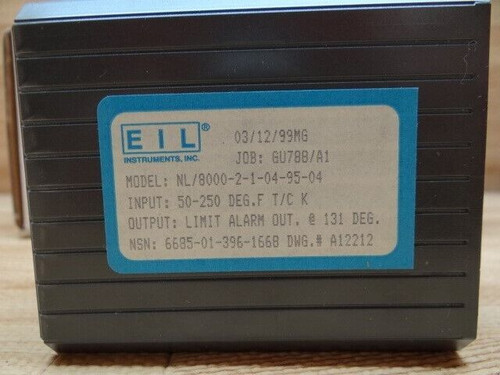 EIL®
INSTRUMENTS, INC.
03/12/99MG
JOB: GU788/A1
MODEL: NL/8000-2-1-04-95-04
INPUT: 50-250 DEG.F T/C K
OUTPUT: LIMIT ALARM OUT. @ 131 DEG.
NSN: 6685-01-396-1668 DWG.# A12212